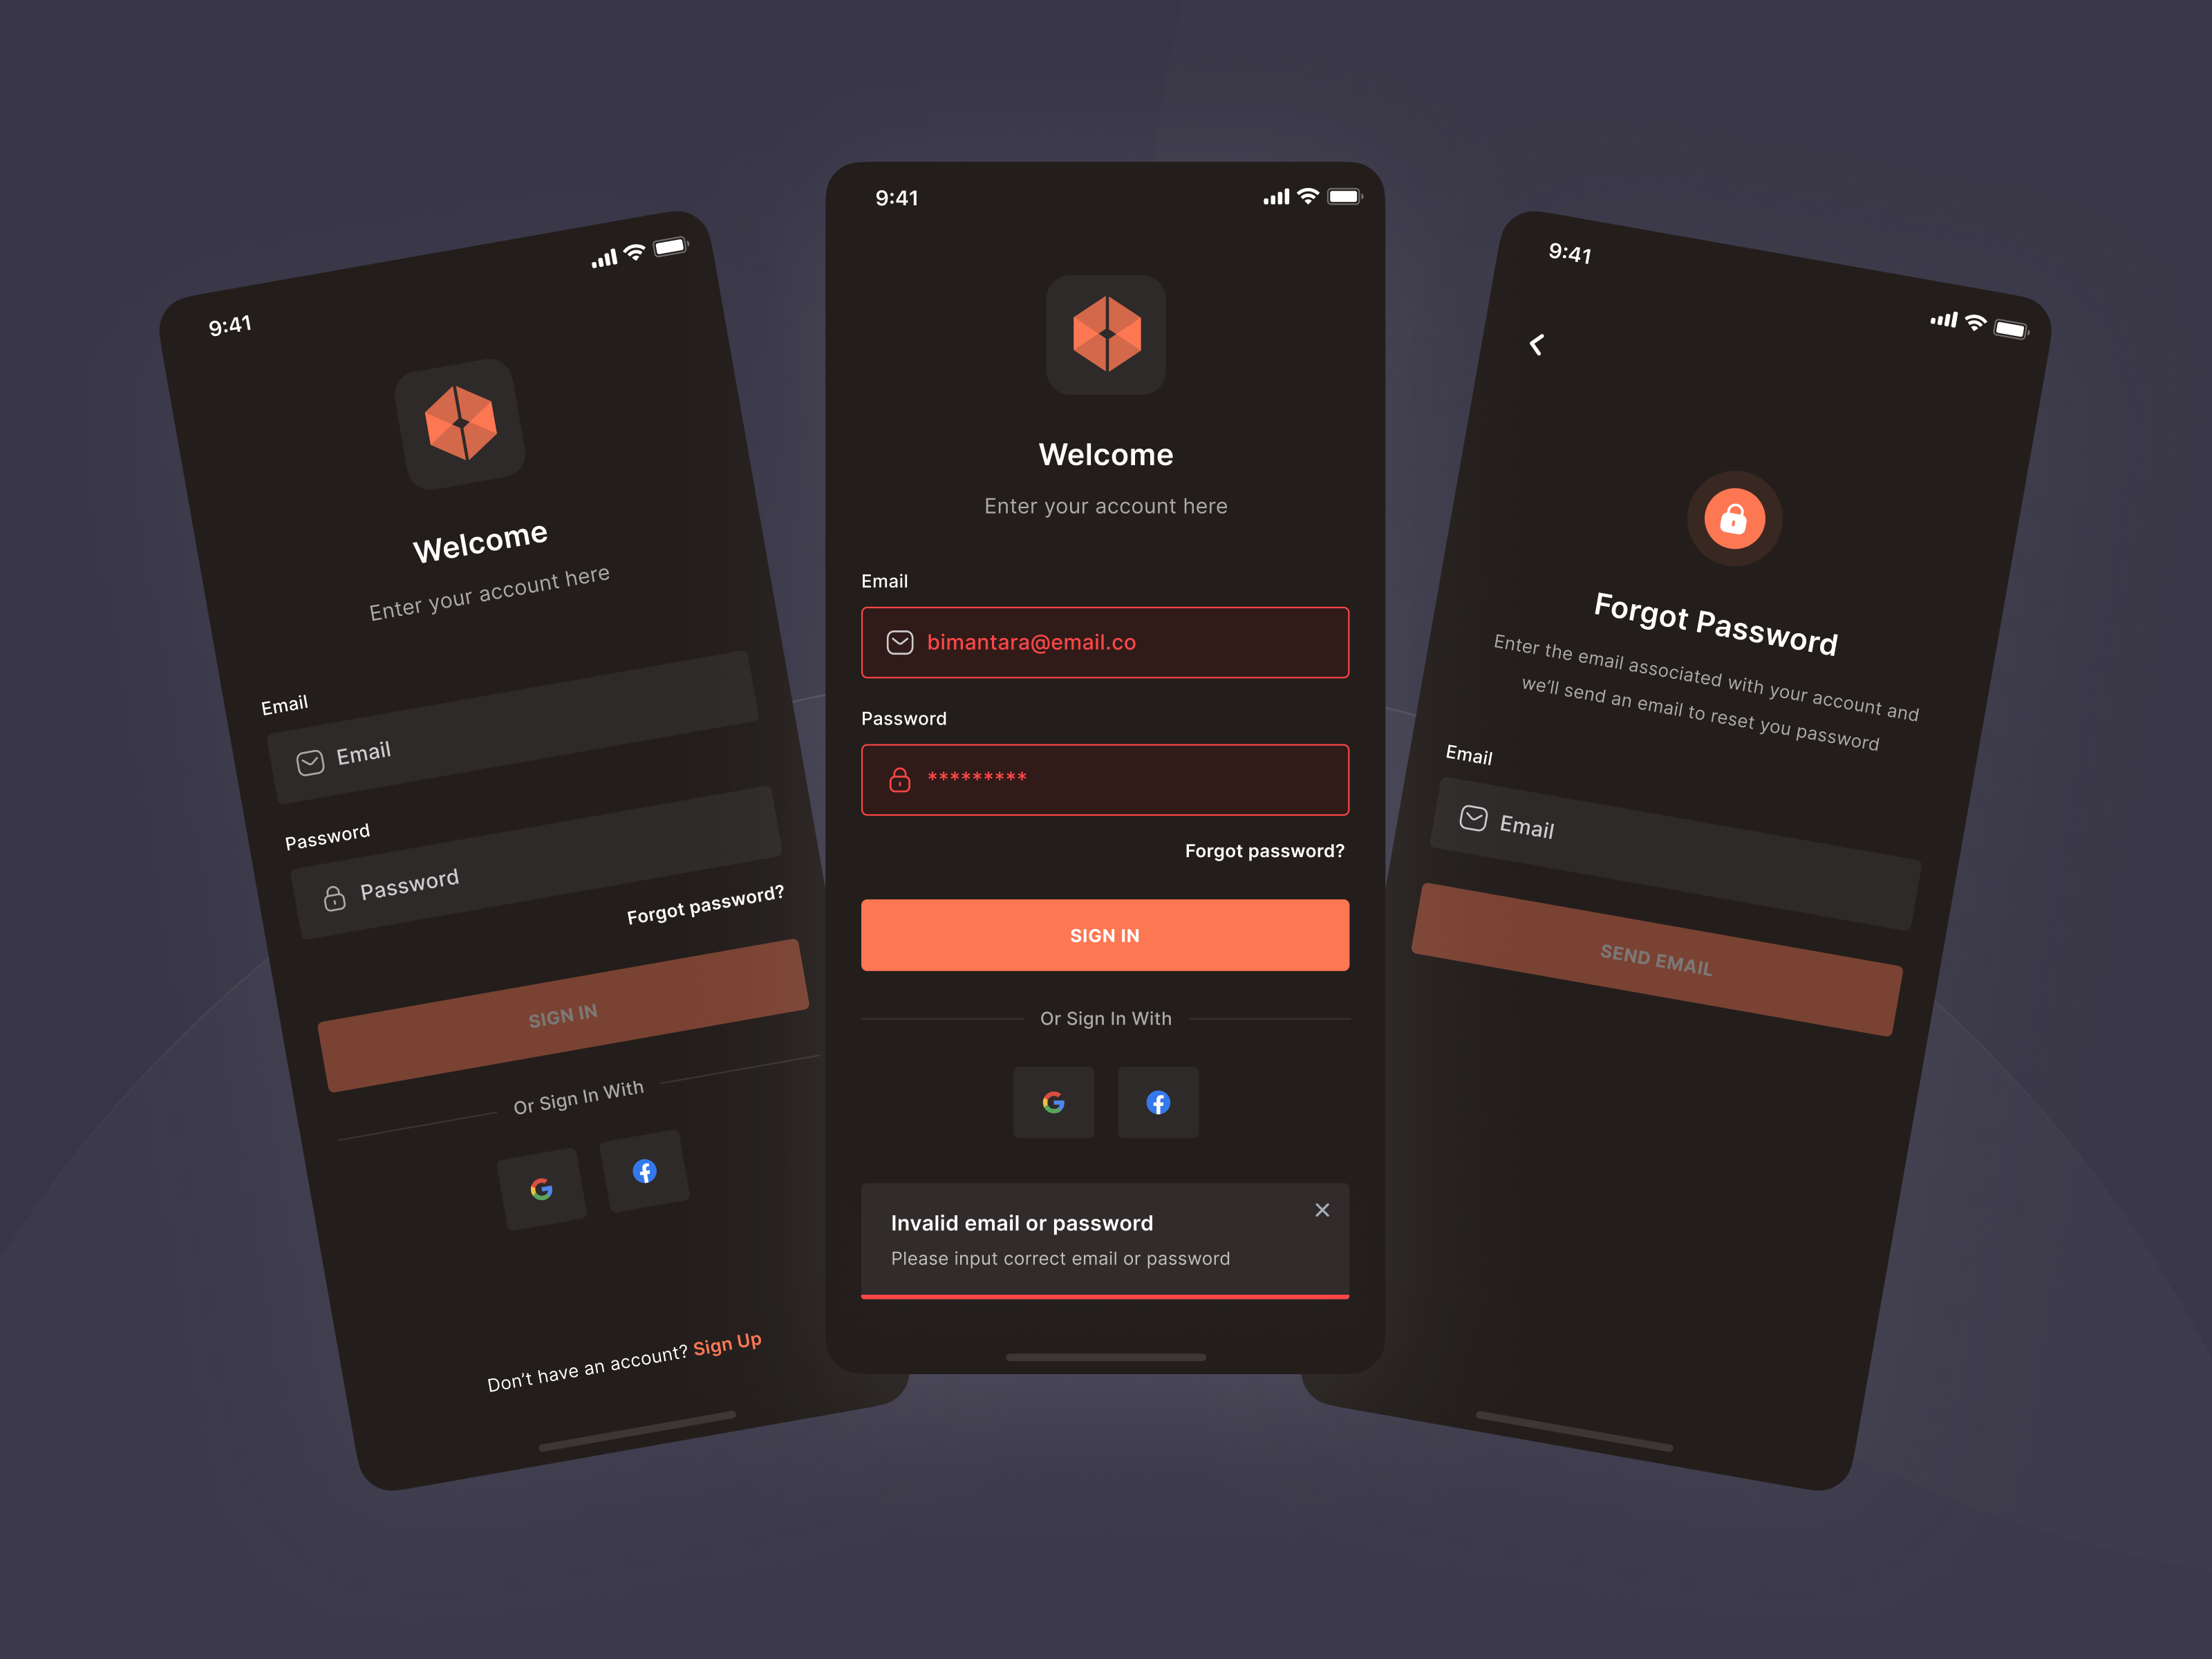 9:41
Welcome
Enter your account here
Email
Email
Password
Password
Forgot password?
SIGN IN
Or Sign In With
Don't have an account? Sign Up
9:41
Welcome
Enter your account here
Email
bimantara@email.co
Password
*********
Forgot password?
SIGN IN
Or Sign In With
Invalid email or password
Please input correct email or password
9:41
Forgot Password
Enter the email associated with your account and
we'll send an email to reset you password
Email
Email
SEND EMAIL